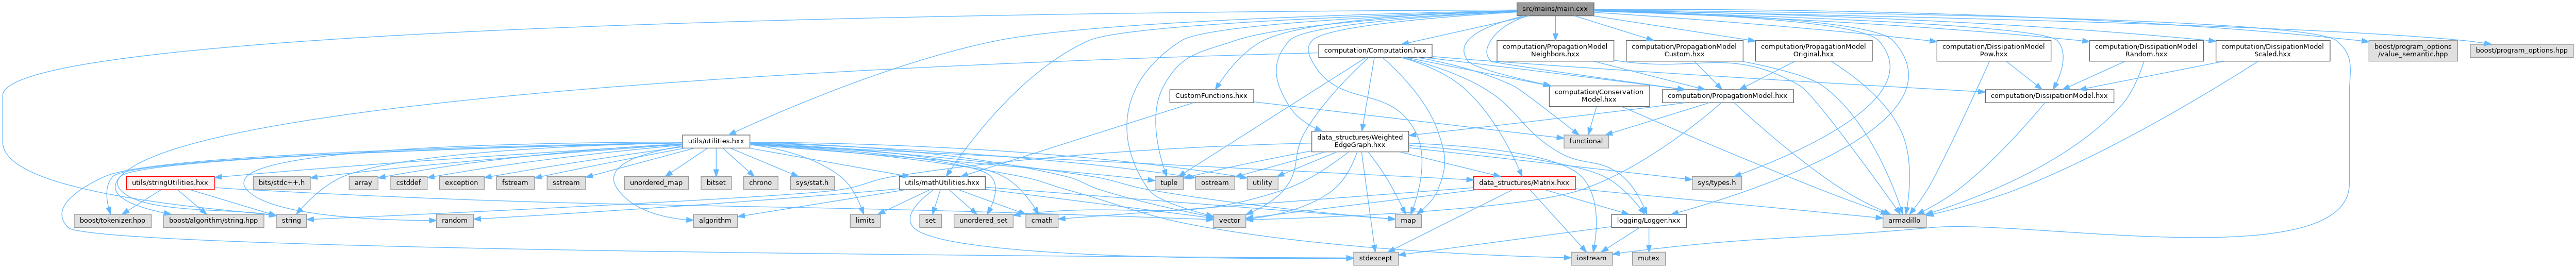 src/mains/main.cxx
computation/Computation.hxx
computation/PropagationModel
Neighbors.hxx
computation/PropagationModel
Custom.hxx
computation/PropagationModel
Original.hxx
computation/DissipationModel
Pow.hxx
computation/DissipationModel
Random.hxx
computation/DissipationModel
Scaled.hxx
boost/program_options
/value_semantic.hpp
boost/program_options.hpp
CustomFunctions.hxx
computation/Conservation
Model.hxx
computation/PropagationModel.hxx
computation/DissipationModel.hxx
utils/utilities.hxx
data_structures/Weighted
EdgeGraph.hxx
functional
utils/stringUtilities.hxx
bits/stdc++.h
array
cstddef
exception
fstream
sstream
unordered_map
bitset
chrono
sys/stat.h
utils/mathUtilities.hxx
tuple
ostream
utility
data_structures/Matrix.hxx
sys/types.h
boost/tokenizer.hpp
boost/algorithm/string.hpp
string
random
algorithm
limits
set
unordered_set
cmath
vector
map
logging/Logger.hxx
armadillo
stdexcept
iostream
mutex